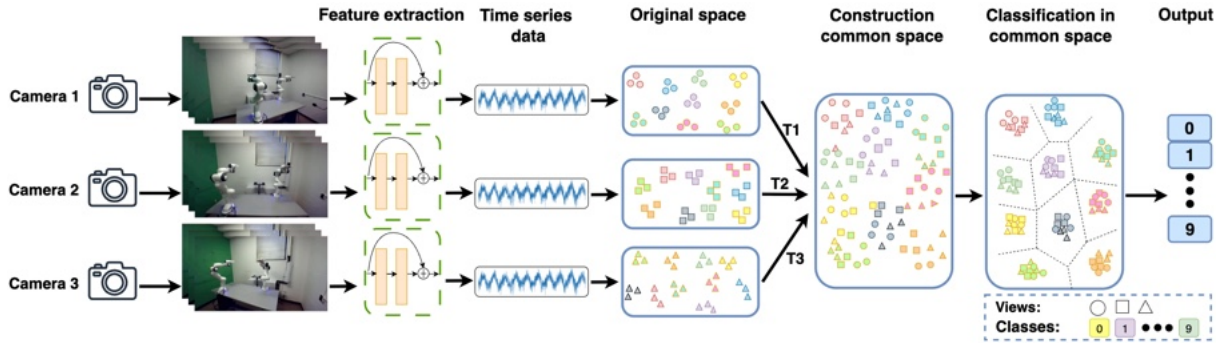 Feature extraction
Time series
data
Original space
Construction
common space
Classification in
common space
Output
Camera 1
T1
0
1
Camera 2
T2
9
Camera 3
T3
Views:
Classes: 0 1 9